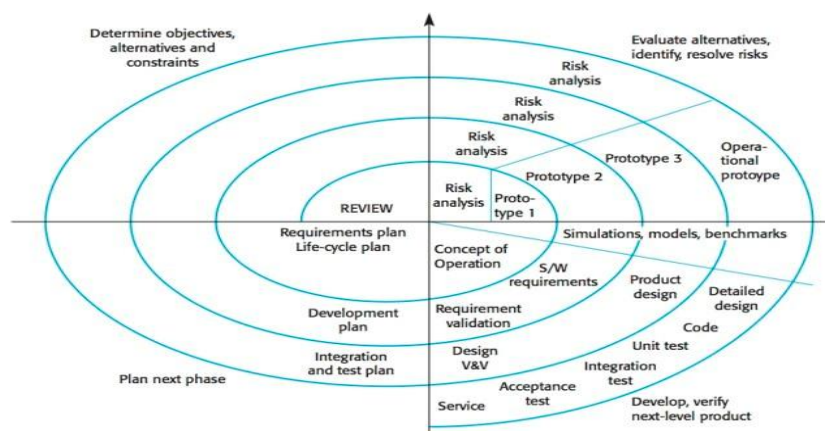 Determine objectives,
alternatives and
constraints
Evaluate alternatives,
identify, resolve risks
Risk
analysis
Risk
analysis
Risk
analysis
Risk
analysis
Proto-
type 1
Prototype 2
Prototype 3
Opera-
tional
protoype
REVIEW
Requirements plan
Life-cycle plan
Simulations, models, benchmarks
Concept of
Operation
S/W
requirements
Product
design
Detailed
design
Development
plan
Requirement
validation
Code
Unit test
Integration
and test plan
Design
V&V
Integration
test
Acceptance
test
Service
Plan next phase
Develop, verify
next-level product